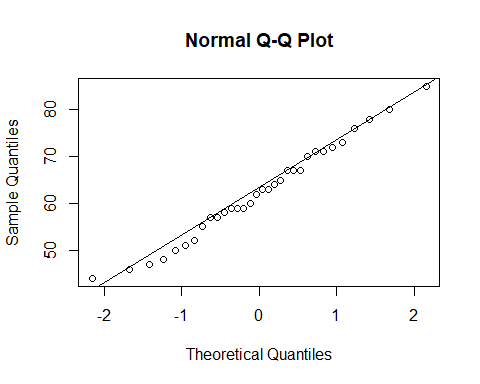 Normal Q-Q Plot
Sample Quantiles
80
70
60
50
-2 -1 0 1 2
Theoretical Quantiles